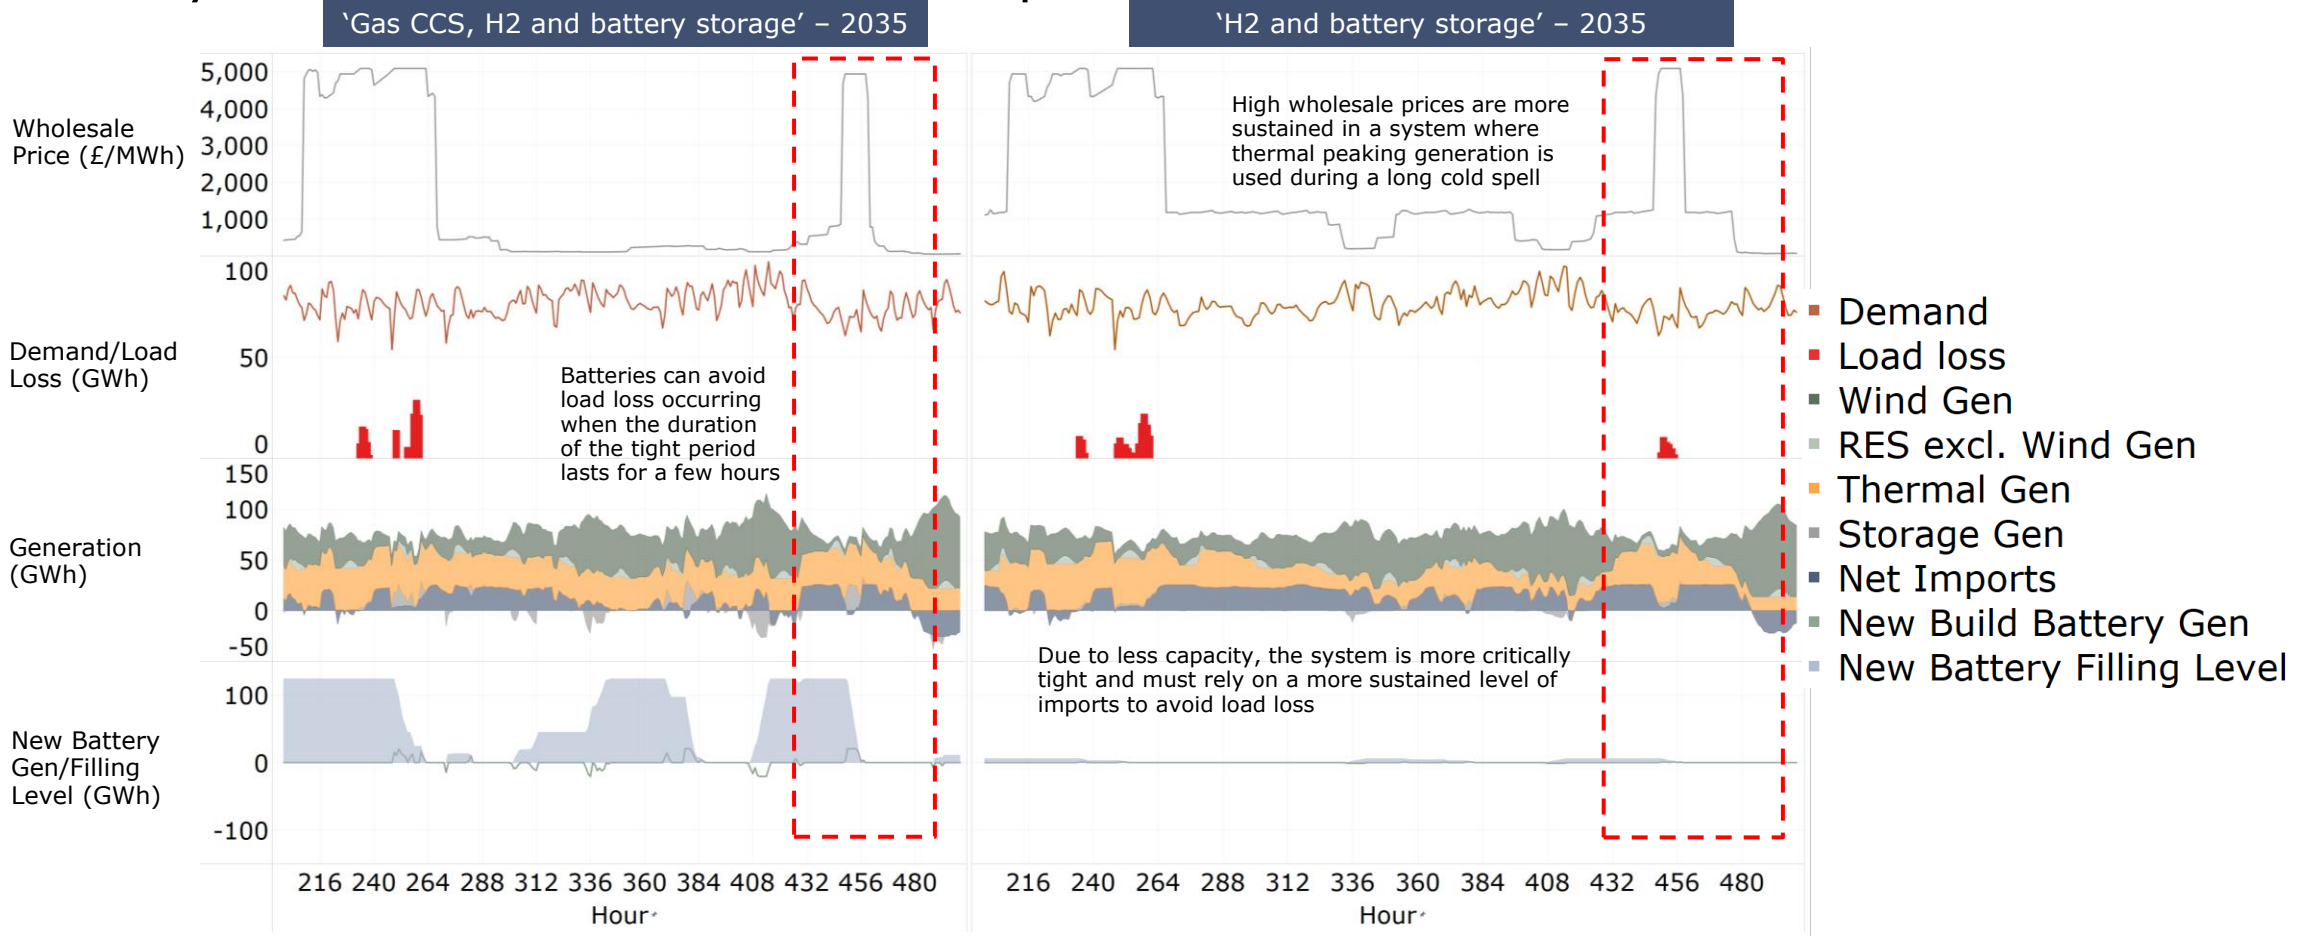 ‘Gas CCS, H2 and battery storage’ – 2035
‘H2 and battery storage’ – 2035
Wholesale
Price (£/MWh)
5,000
4,000
3,000
2,000
1,000
High wholesale prices are more
sustained in a system where
thermal peaking generation is
used during a long cold spell
Demand/Load
Loss (GWh)
100
50
0
Batteries can avoid
load loss occurring
when the duration
of the tight period
lasts for a few hours
Generation
(GWh)
150
100
50
0
-50
Due to less capacity, the system is more critically
tight and must rely on a more sustained level of
imports to avoid load loss
New Battery
Gen/Filling
Level (GWh)
100
0
-100
216 240 264 288 312 336 360 384 408 432 456 480
Hour
216 240 264 288 312 336 360 384 408 432 456 480
Hour
Demand
Load loss
Wind Gen
RES excl. Wind Gen
Thermal Gen
Storage Gen
Net Imports
New Build Battery Gen
New Battery Filling Level